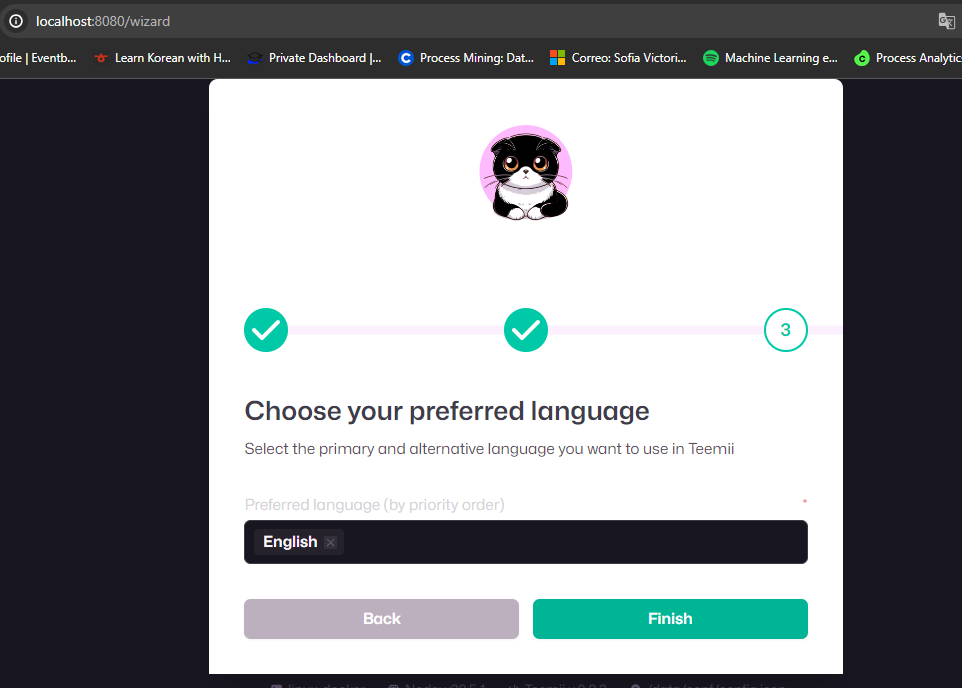 localhost:8080/wizard
ofile | Eventb... Learn Korean with H... Private Dashboard |... Process Mining: Dat... Correo: Sofia Victori... Machine Learning e... Process Analytic
3
Choose your preferred language
Select the primary and alternative language you want to use in Teemii
Preferred language (by priority order) *
English ×
Back Finish